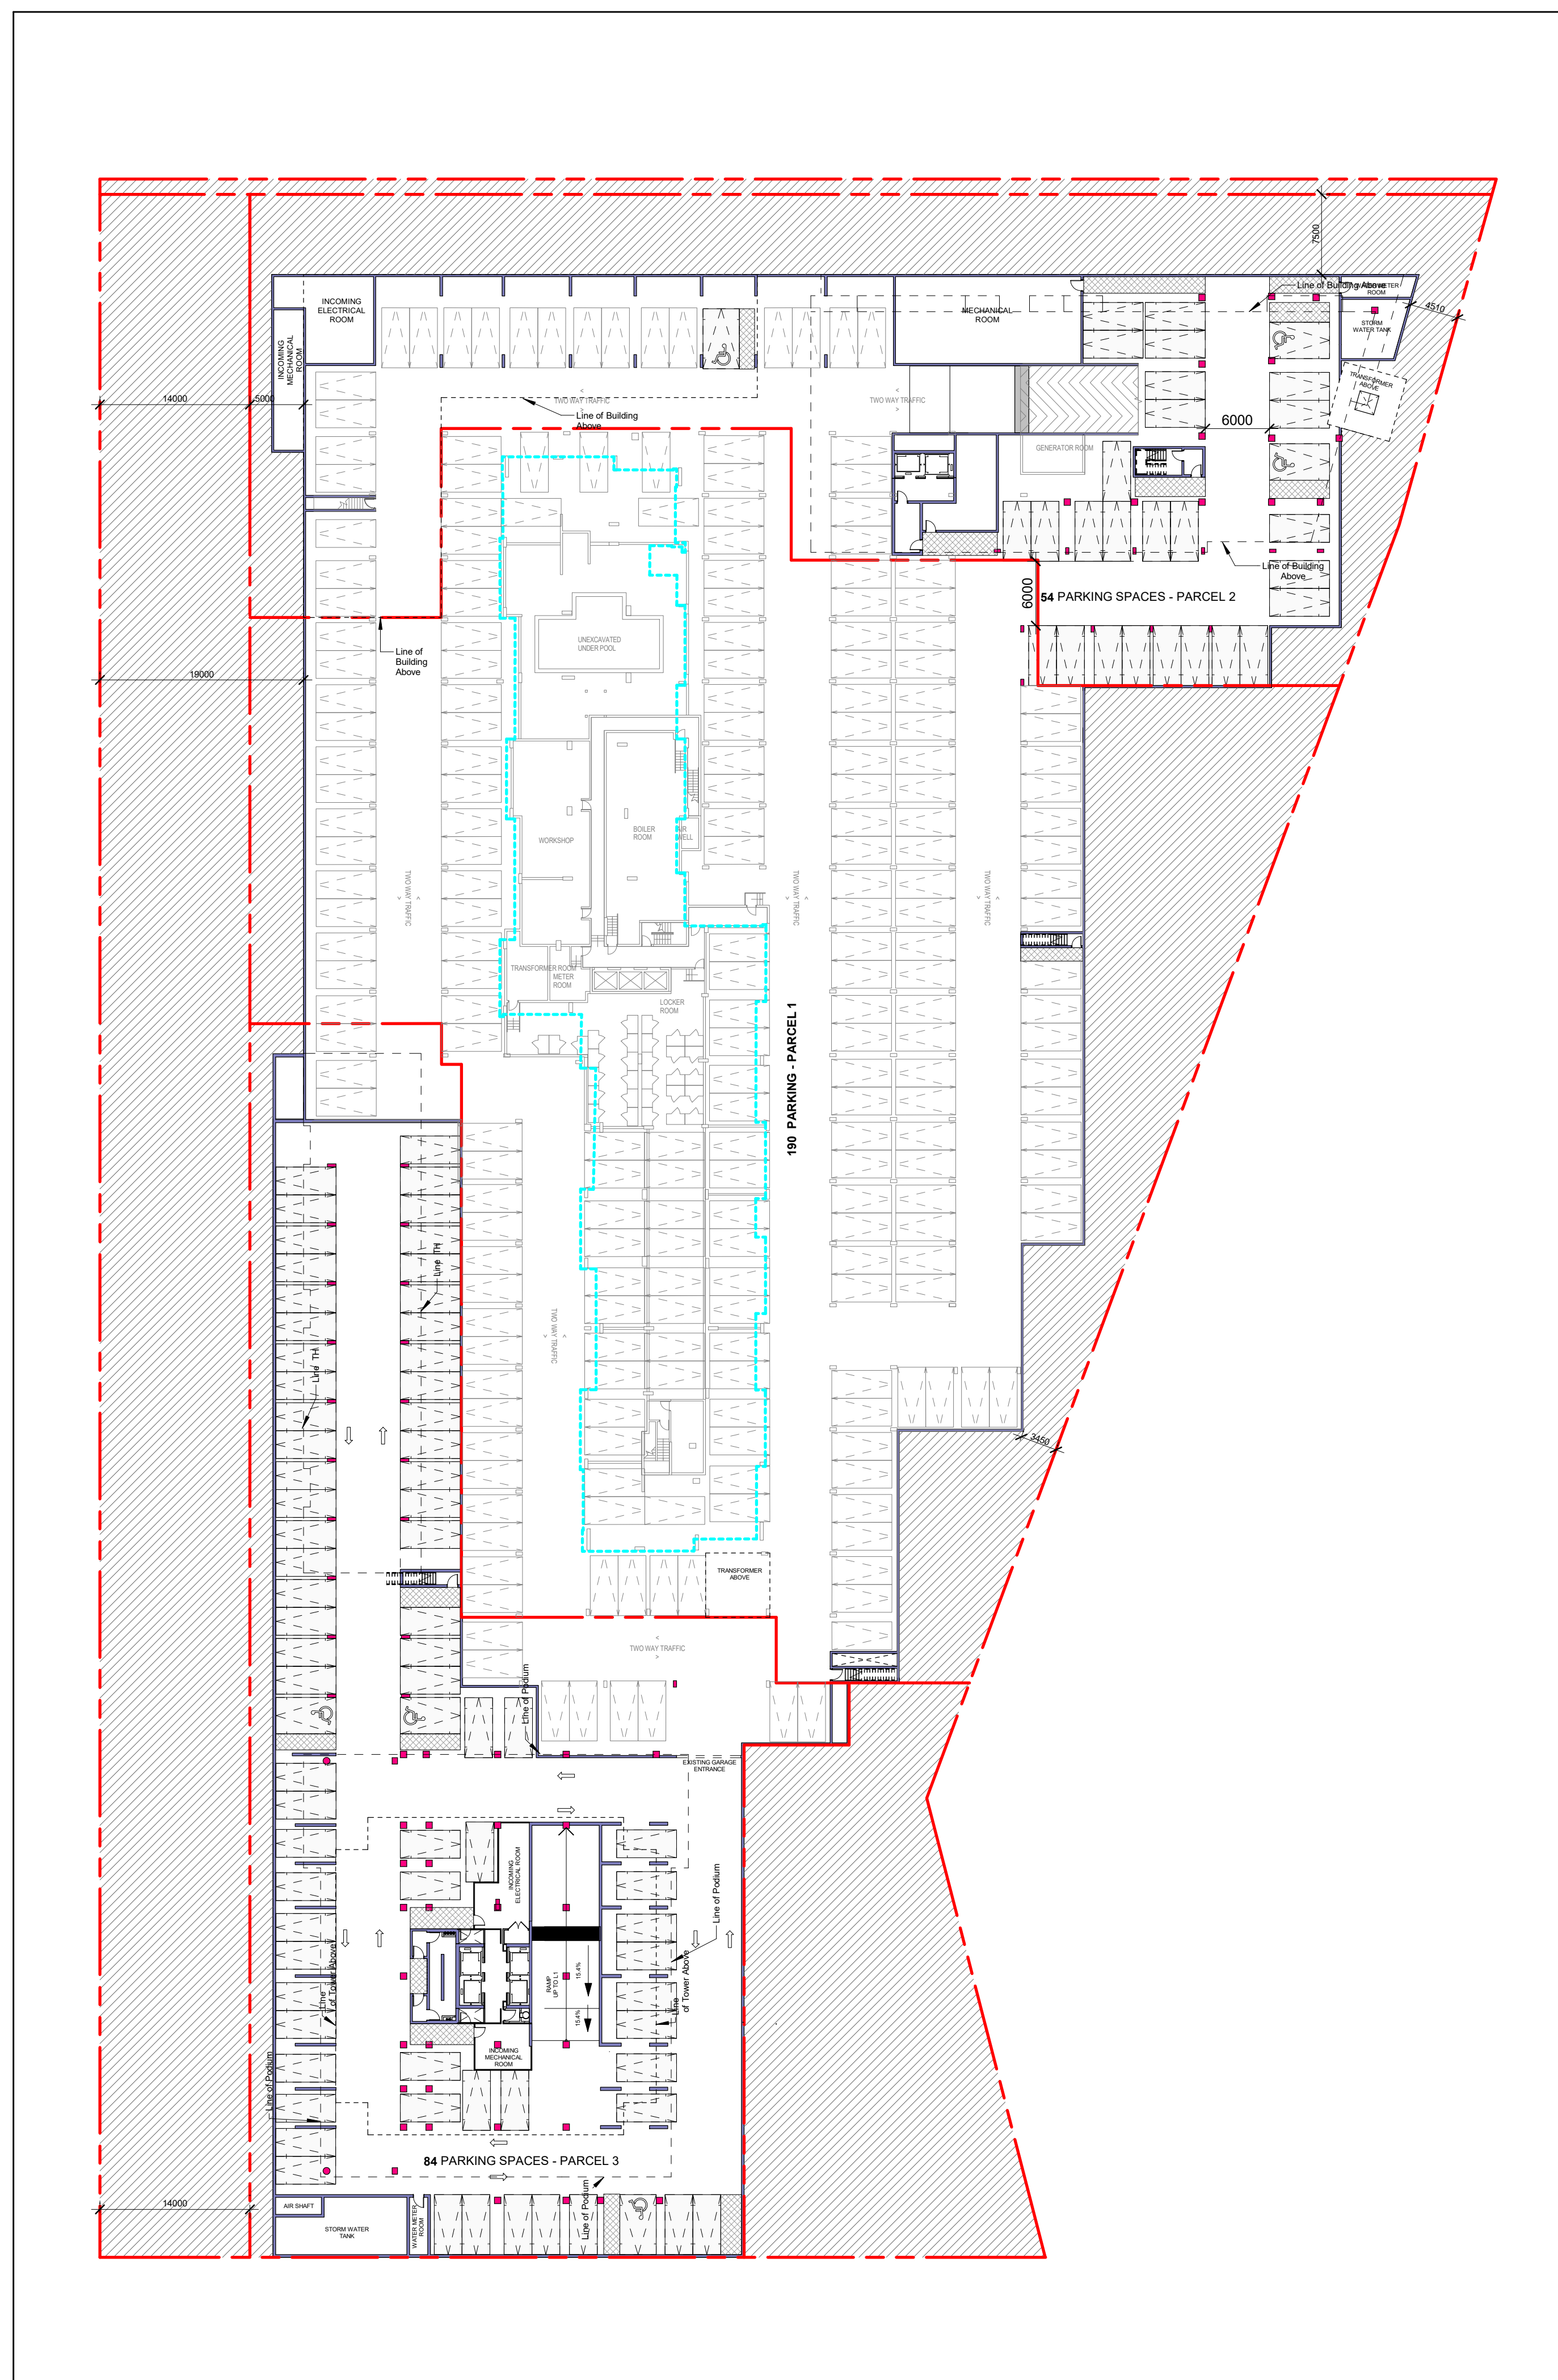 7500
INCOMING
ELECTRICAL
ROOM
INCOMING
MECHANICAL
ROOM
MECHANICAL
ROOM
Line of Building Above
WATER METER
ROOM
STORM
WATER TANK
4510
TRANSFORMER
ABOVE
14000
5000
TWO WAY TRAFFIC
Line of Building
Above
TWO WAY TRAFFIC
6000
GENERATOR ROOM
Line of Building
Above
6000
54 PARKING SPACES - PARCEL 2
UNEXCAVATED
UNDER POOL
Line of
Building
Above
19000
WORKSHOP
BOILER
ROOM
AIR
WELL
TWO WAY TRAFFIC
TWO WAY TRAFFIC
TWO WAY TRAFFIC
TRANSFORMER ROOM
METER
ROOM
LOCKER
ROOM
190 PARKING - PARCEL 1
Line TH
Line TH
TWO WAY TRAFFIC
3450
TRANSFORMER
ABOVE
TWO WAY TRAFFIC
Line of Podium
EXISTING GARAGE
ENTRANCE
INCOMING
ELECTRICAL ROOM
Line of Podium
RAMP
UP TO L1
15.4%
15.4%
Line
of Tower Above
Line
of Tower Above
INCOMING
MECHANICAL
ROOM
Line of Podium
84 PARKING SPACES - PARCEL 3
Line of Podium
14000
AIR SHAFT
STORM WATER
TANK
WATER METER
ROOM